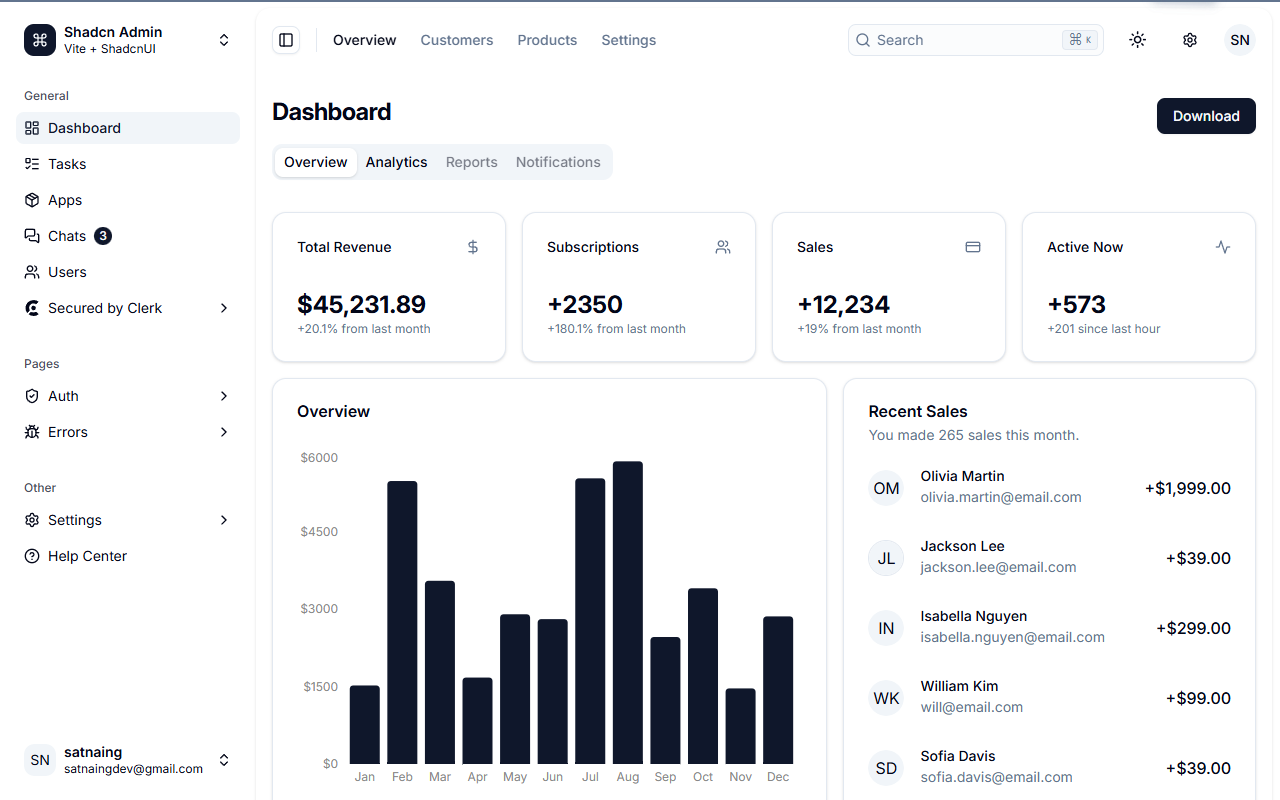 Shadcn Admin
Vite + ShadcnUI
General
Dashboard
Tasks
Apps
Chats 3
Users
Secured by Clerk
Pages
Auth
Errors
Other
Settings
Help Center
SN
satnaing
satnaingdev@gmail.com
Overview Customers Products Settings
Search ⌘ K
SN
Dashboard
Download
Overview Analytics Reports Notifications
Total Revenue
$45,231.89
+20.1% from last month
Subscriptions
+2350
+180.1% from last month
Sales
+12,234
+19% from last month
Active Now
+573
+201 since last hour
Overview
$6000
$4500
$3000
$1500
$0
Jan Feb Mar Apr May Jun Jul Aug Sep Oct Nov Dec
Recent Sales
You made 265 sales this month.
OM
Olivia Martin
olivia.martin@email.com
+$1,999.00
JL
Jackson Lee
jackson.lee@email.com
+$39.00
IN
Isabella Nguyen
isabella.nguyen@email.com
+$299.00
WK
William Kim
will@email.com
+$99.00
SD
Sofia Davis
sofia.davis@email.com
+$39.00